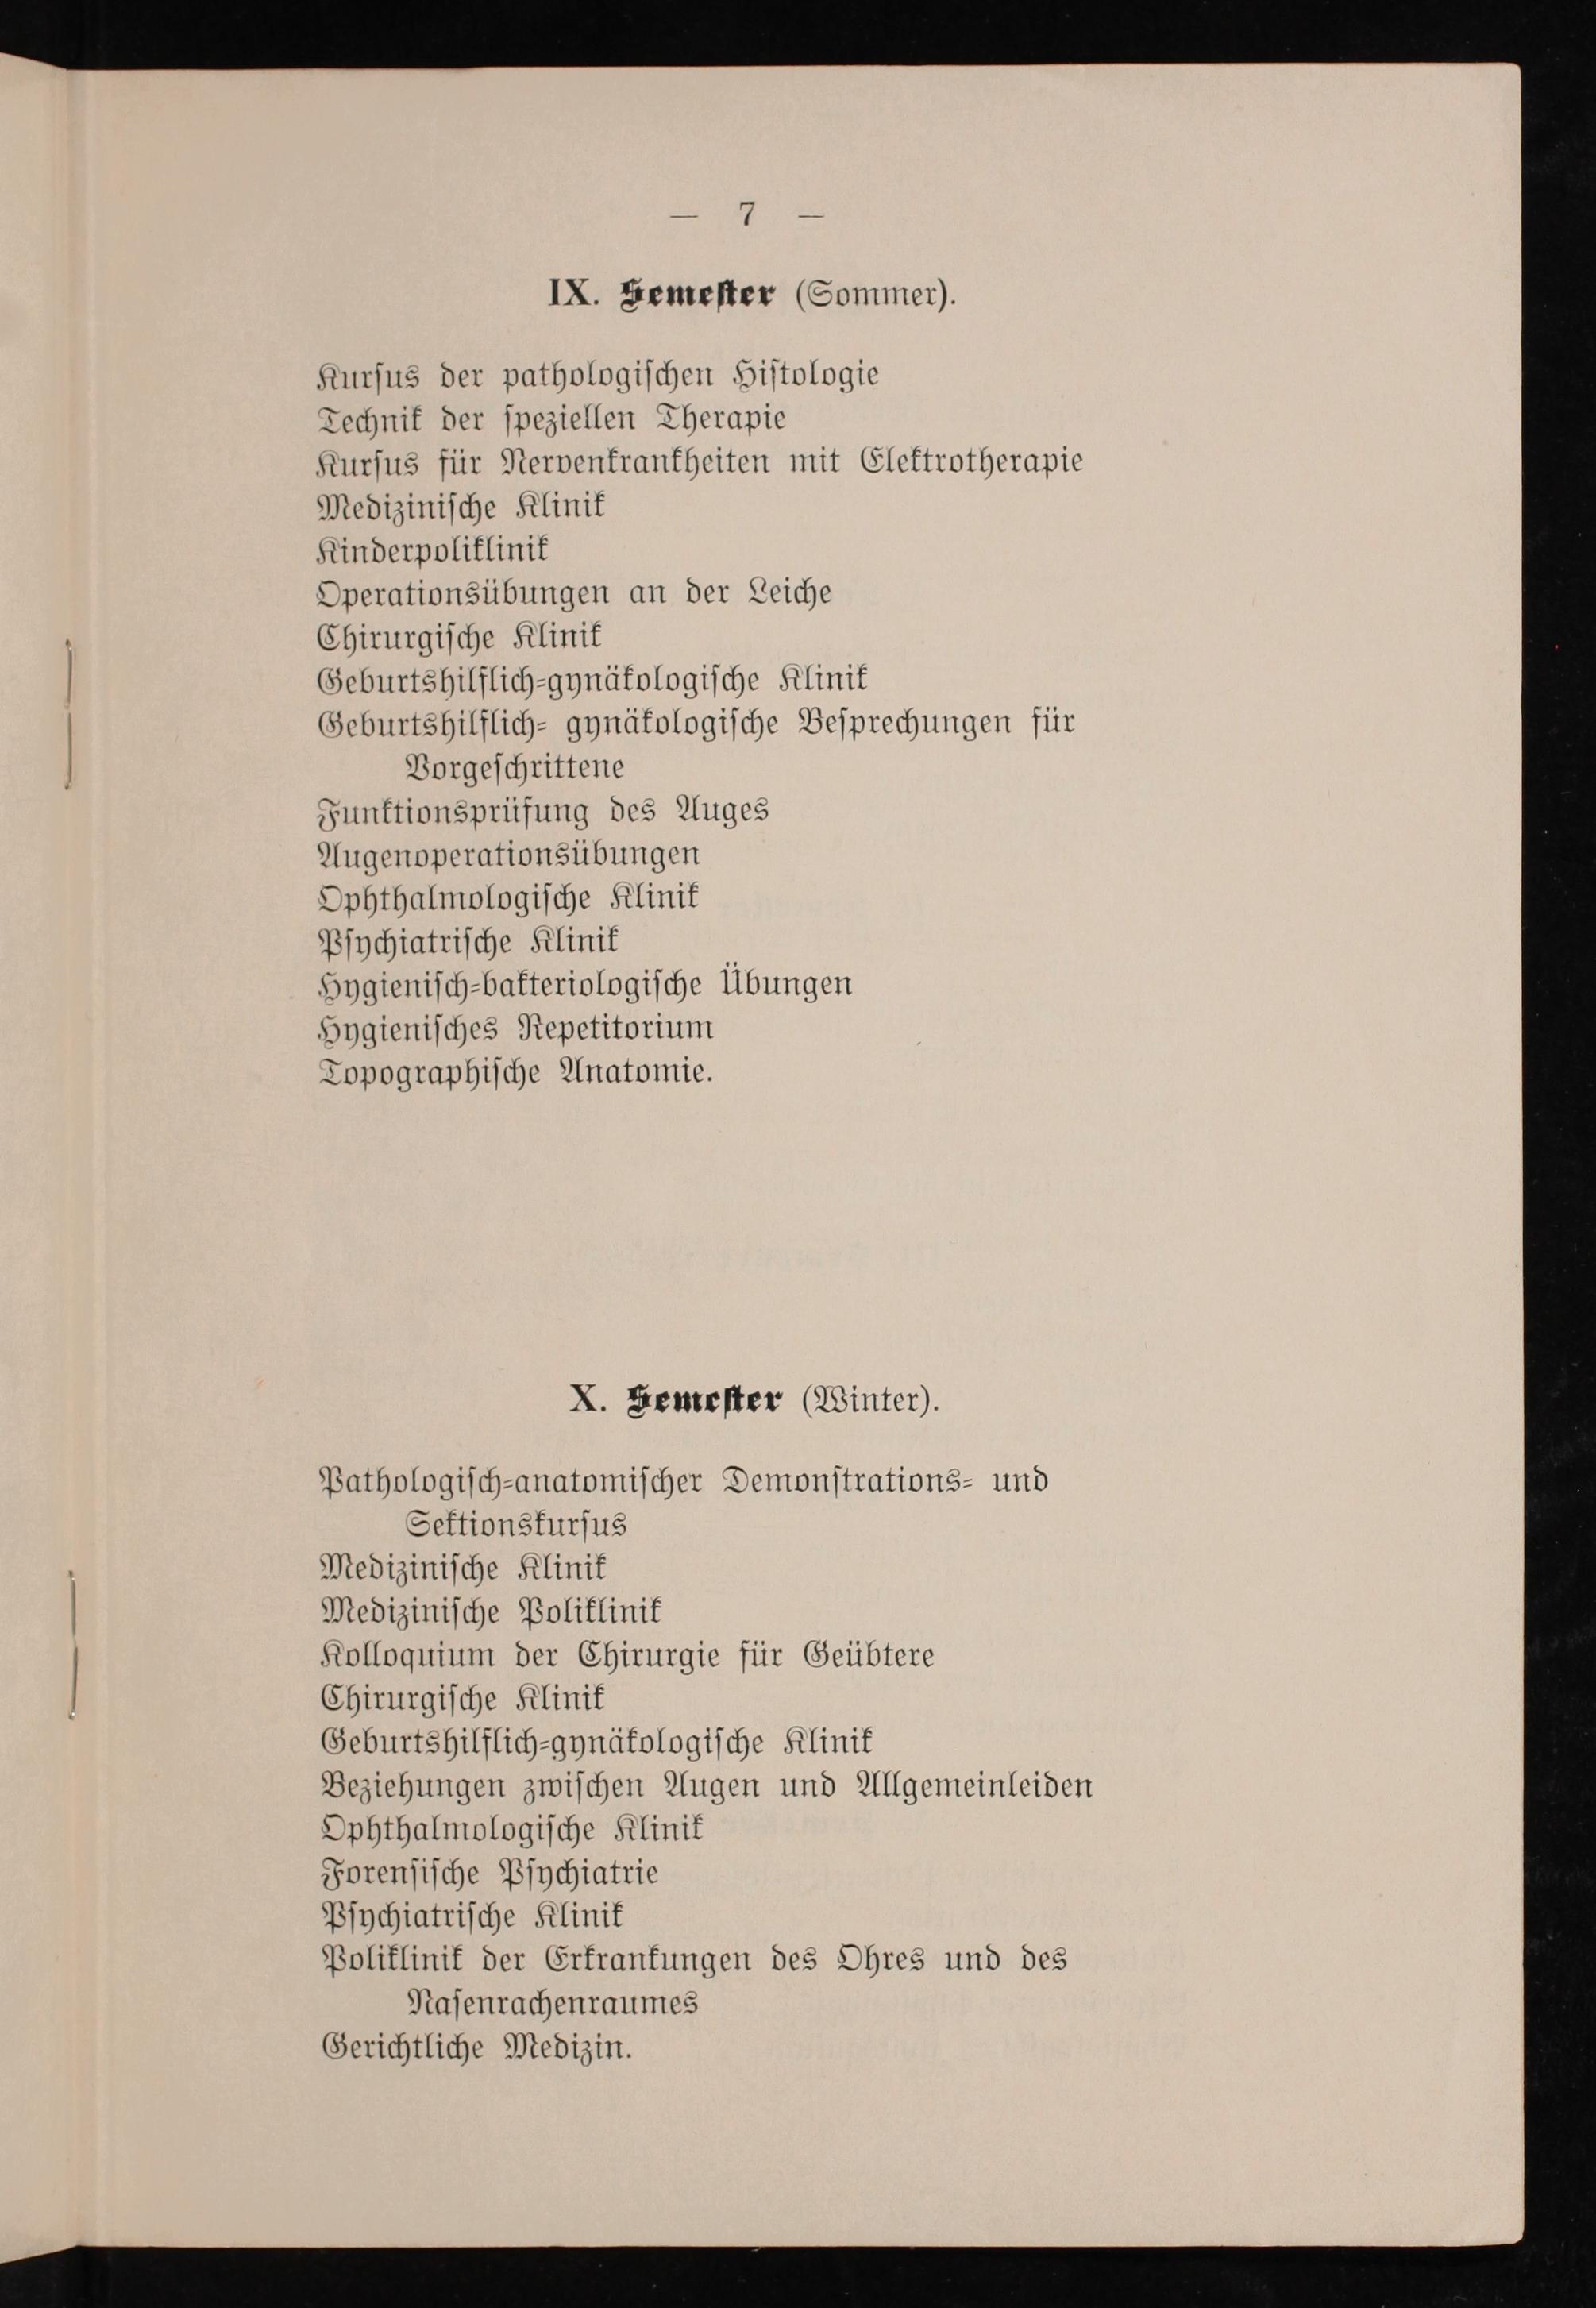 — 7 —
IX. Semester (Sommer).
Kursus der pathologischen Histologie
Technik der speziellen Therapie
Kursus für Nervenkrankheiten mit Elektrotherapie
Medizinische Klinik
Kinderpoliklinik
Operationsübungen an der Leiche
Chirurgische Klinik
Geburtshilflich-gynäkologische Klinik
Geburtshilflich- gynäkologische Besprechungen für
Vorgeschrittene
Funktionsprüfung des Auges
Augenoperationsübungen
Ophthalmologische Klinik
Psychiatrische Klinik
Hygienisch-bakteriologische Übungen
Hygienisches Repetitorium
Topographische Anatomie.
X. Semester (Winter).
Pathologisch-anatomischer Demonstrations- und
Sektionskursus
Medizinische Klinik
Medizinische Poliklinik
Kolloquium der Chirurgie für Geübtere
Chirurgische Klinik
Geburtshilflich-gynäkologische Klinik
Beziehungen zwischen Augen und Allgemeinleiden
Ophthalmologische Klinik
Forensische Psychiatrie
Psychiatrische Klinik
Poliklinik der Erkrankungen des Ohres und des
Nasenrachenraumes
Gerichtliche Medizin.